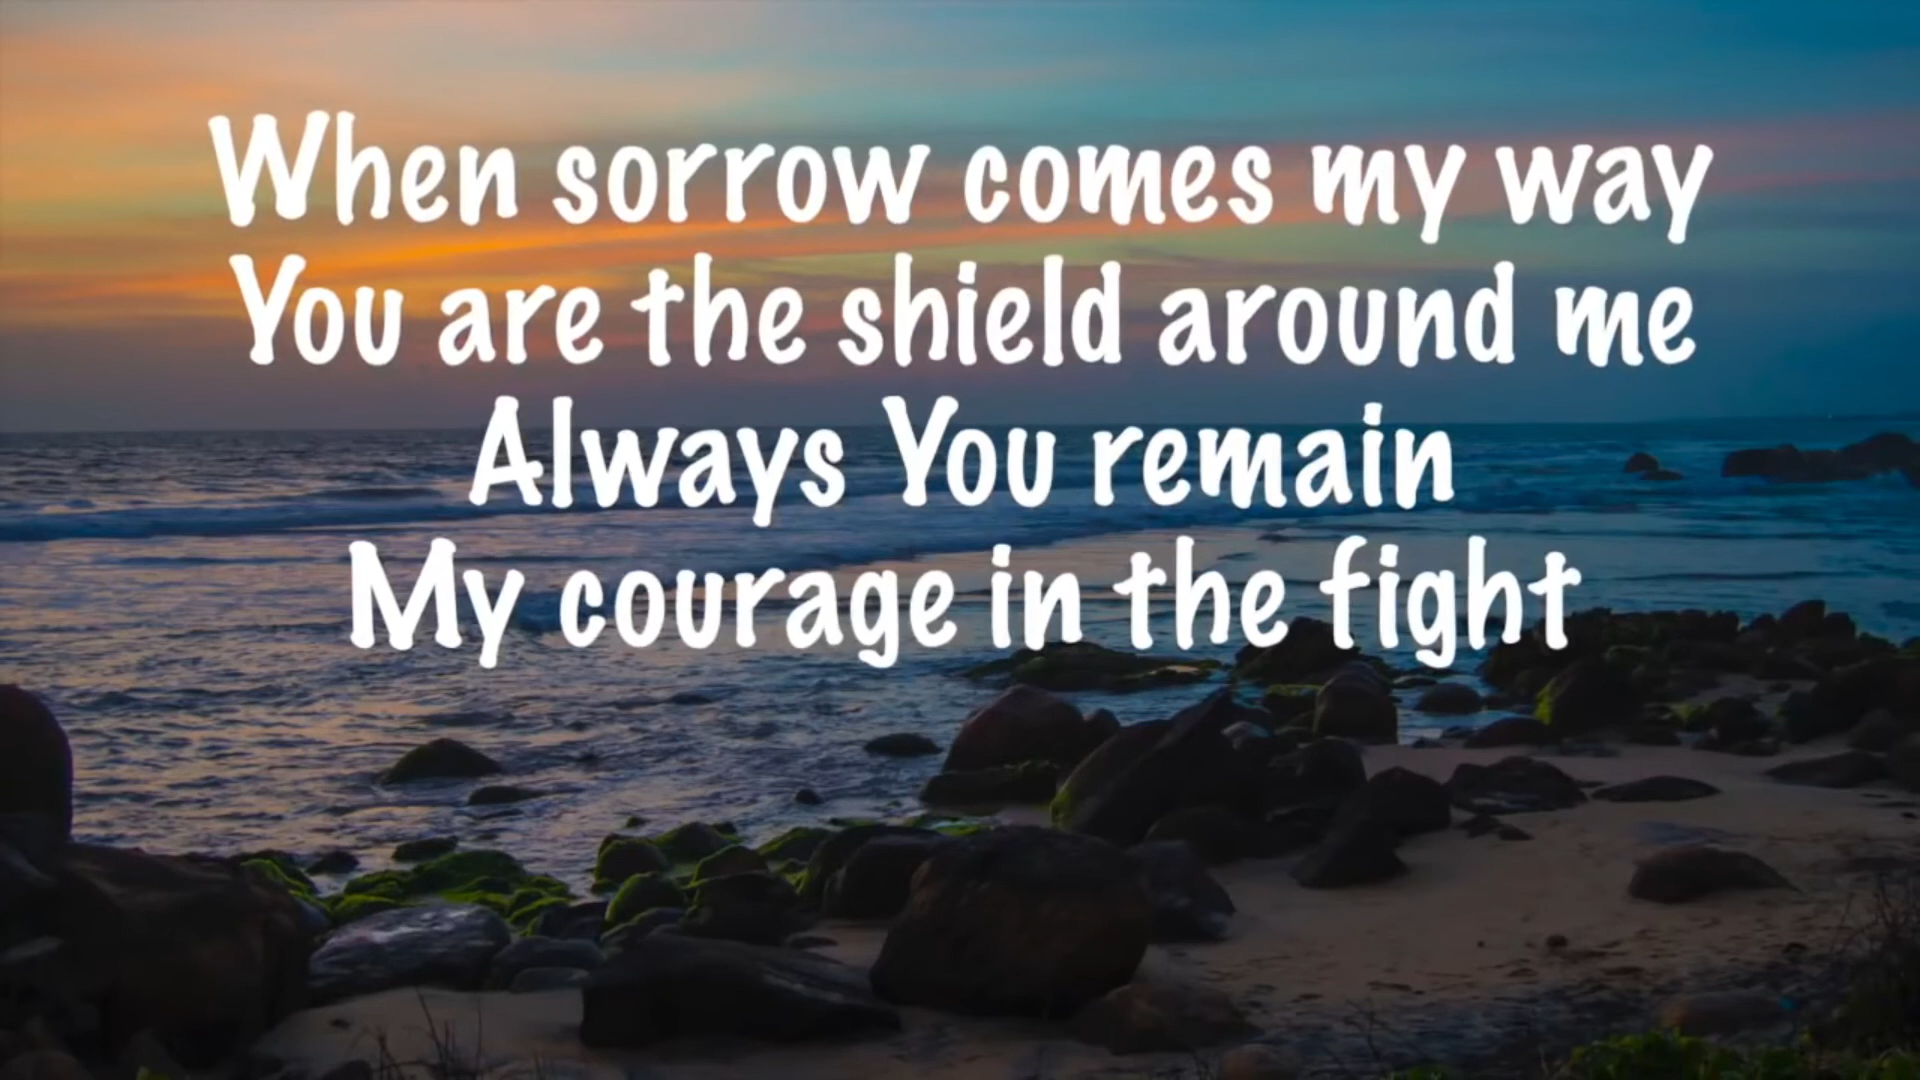 When sorrow comes my way
You are the shield around me
Always You remain
My courage in the fight